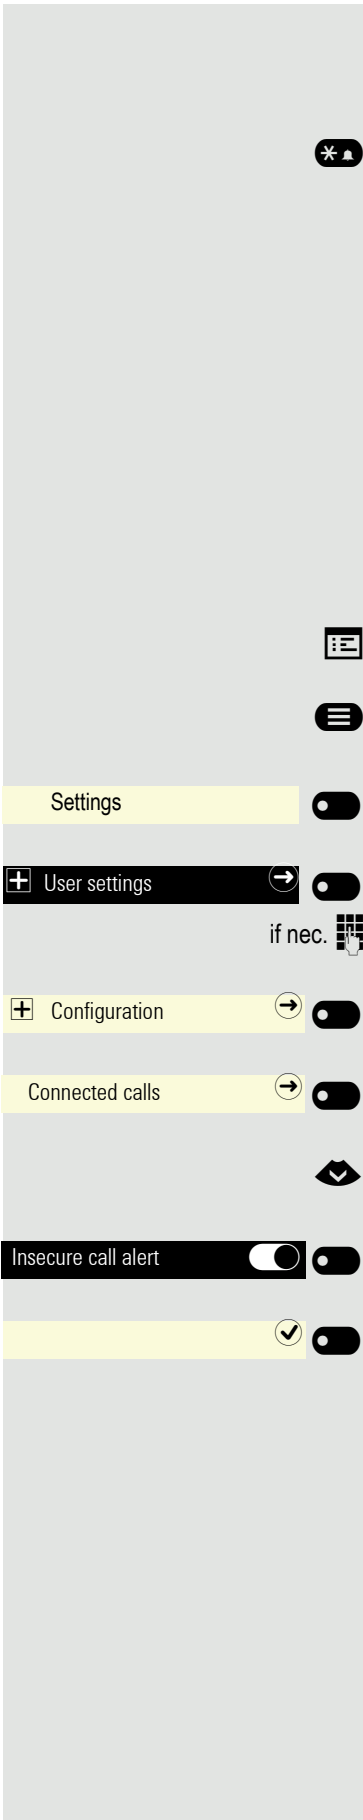 Settings
User settings
if nec.
Configuration
Connected calls
Insecure call alert